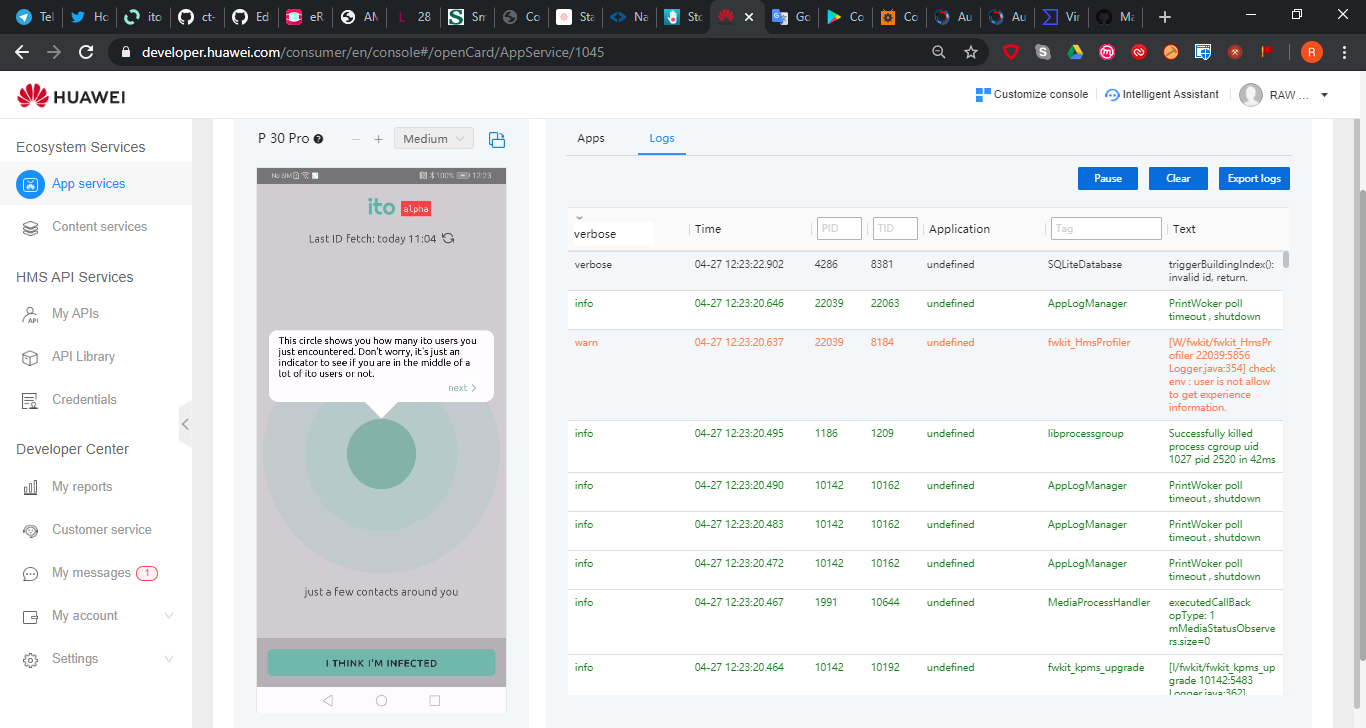 Tel
Ho
ito
ct-
Ed
eR
AN
L 28
Sm
Co
Sta
Na
Sto
Go
Co
Co
Au
Au
Vir
Ma
developer.huawei.com/consumer/en/console#/openCard/AppService/1045
R
HUAWEI
Customize console
Intelligent Assistant
RAW ...
Ecosystem Services
App services
Content services
HMS API Services
My APIs
API Library
Credentials
Developer Center
My reports
Customer service
My messages 1
My account
Settings
P 30 Pro
Medium
No SIM 100% 12:23
ito alpha
Last ID fetch: today 11:04
This circle shows you how many ito users you
just encountered. Don't worry, it's just an
indicator to see if you are in the middle of a
lot of ito users or not.
next
just a few contacts around you
I THINK I'M INFECTED
Apps Logs
Pause Clear Export logs
verbose Time PID TID Application Tag Text
verbose 04-27 12:23:22.902 4286 8381 undefined SQLiteDatabase triggerBuildingIndex():
invalid id, return.
info 04-27 12:23:20.646 22039 22063 undefined AppLogManager PrintWoker poll
timeout , shutdown
warn 04-27 12:23:20.637 22039 8184 undefined fwkit_HmsProfiler [W/fwkit/fwkit_HmsPr
ofiler 22039:5856
Logger.java:354] check
env : user is not allow
to get experience
information.
info 04-27 12:23:20.495 1186 1209 undefined libprocessgroup Successfully killed
process cgroup uid
1027 pid 2520 in 42ms
info 04-27 12:23:20.490 10142 10162 undefined AppLogManager PrintWoker poll
timeout , shutdown
info 04-27 12:23:20.483 10142 10162 undefined AppLogManager PrintWoker poll
timeout , shutdown
info 04-27 12:23:20.472 10142 10162 undefined AppLogManager PrintWoker poll
timeout , shutdown
info 04-27 12:23:20.467 1991 10644 undefined MediaProcessHandler executedCallBack
opType: 1
mMediaStatusObserve
rs.size=0
info 04-27 12:23:20.464 10142 10192 undefined fwkit_kpms_upgrade [I/fwkit/fwkit_kpms_up
grade 10142:5483
Logger.java:362]